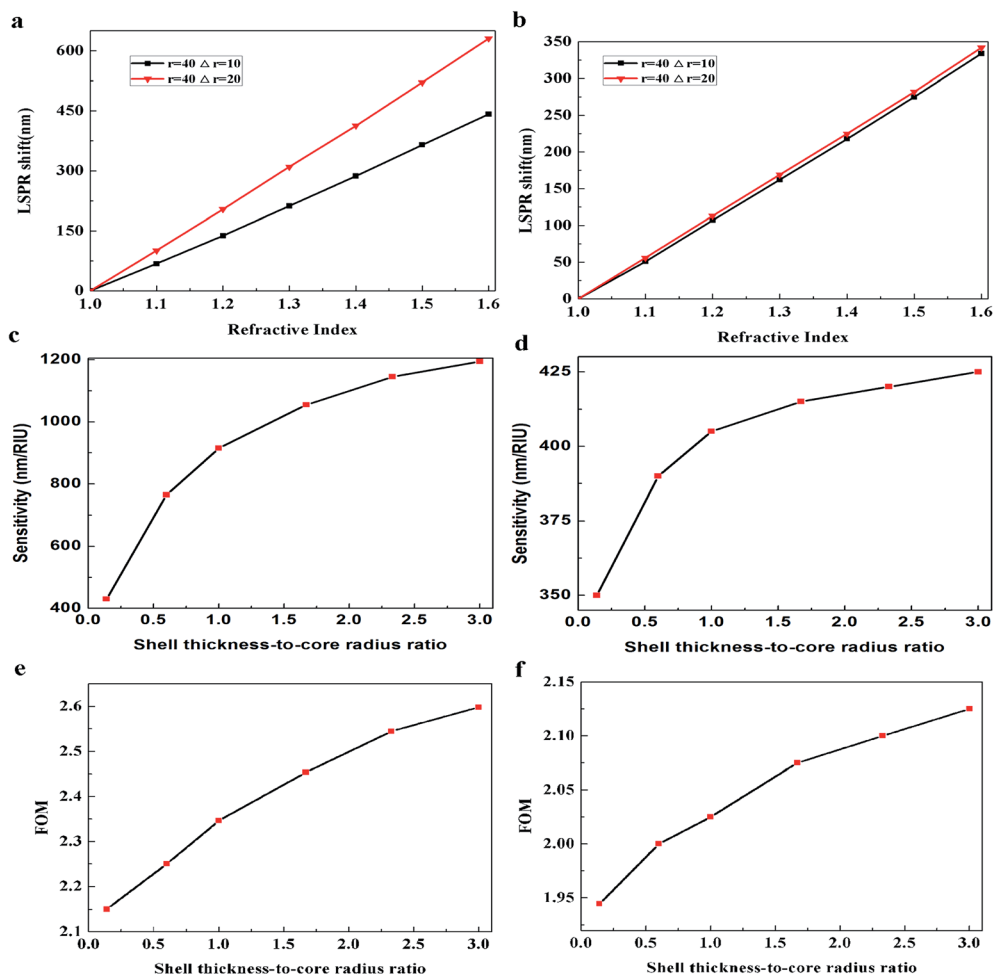 a
LSPR shift(nm)
600
450
300
150
0
r=40 △ r=10
r=40 △ r=20
1.0 1.1 1.2 1.3 1.4 1.5 1.6
Refractive Index
b
LSPR shift(nm)
350
300
250
200
150
100
50
0
r=40 △ r=10
r=40 △ r=20
1.0 1.1 1.2 1.3 1.4 1.5 1.6
Refractive Index
c
Sensitivity (nm/RIU)
1200
1000
800
600
400
0.0 0.5 1.0 1.5 2.0 2.5 3.0
Shell thickness-to-core radius ratio
d
Sensitivity (nm/RIU)
425
400
375
350
0.0 0.5 1.0 1.5 2.0 2.5 3.0
Shell thickness-to-core radius ratio
e
FOM
2.6
2.5
2.4
2.3
2.2
2.1
0.0 0.5 1.0 1.5 2.0 2.5 3.0
Shell thickness-to-core radius ratio
f
FOM
2.15
2.10
2.05
2.00
1.95
0.0 0.5 1.0 1.5 2.0 2.5 3.0
Shell thickness-to-core radius ratio